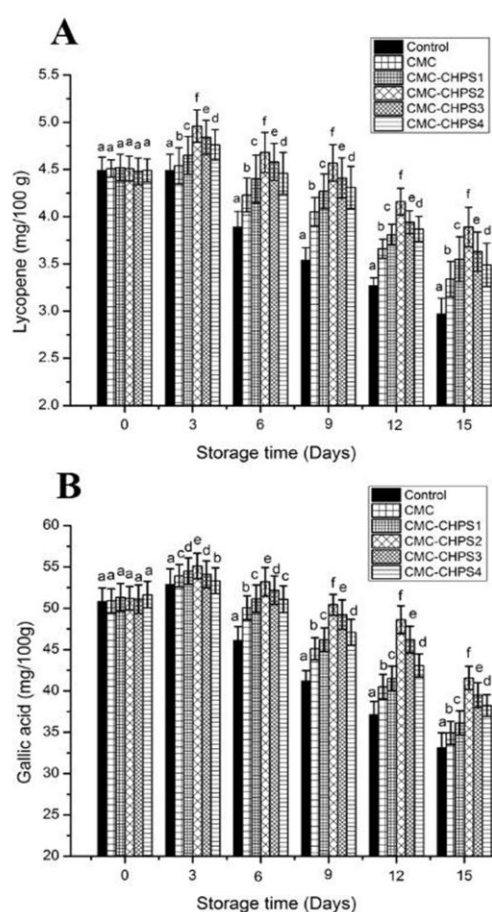 A
Control
CMC
CMC-CHPS1
CMC-CHPS2
CMC-CHPS3
CMC-CHPS4
5.5
5.0
4.5
4.0
3.5
3.0
2.5
2.0
Lycopene (mg/100 g)
a a a a a a
a b c f e d
a b c f e d
a b c f e d
a b c f e d
a b c f e d
0 3 6 9 12 15
Storage time (Days)
B
Control
CMC
CMC-CHPS1
CMC-CHPS2
CMC-CHPS3
CMC-CHPS4
60
55
50
45
40
35
30
25
20
Gallic acid (mg/100g)
a a a a a a
a c d e d b
a b d e d c
a b c f e d
a b c f e d
a b c f e d
0 3 6 9 12 15
Storage time (Days)